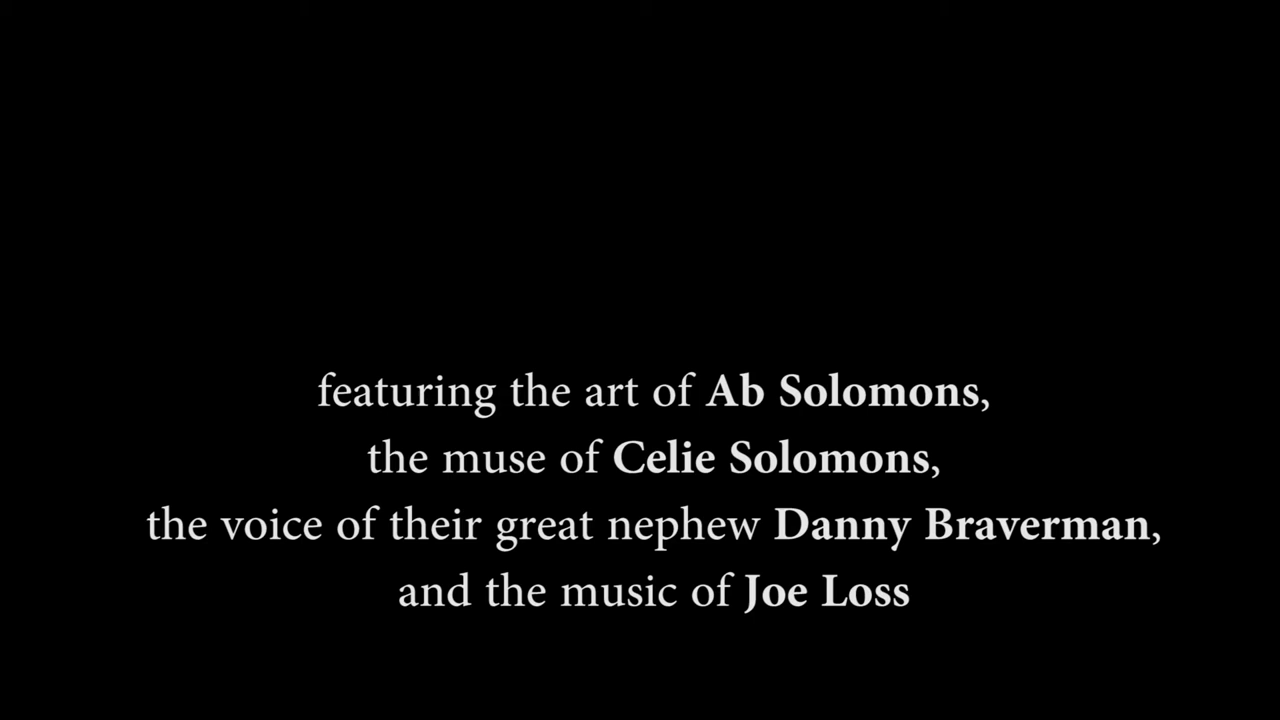 featuring the art of Ab Solomons,
the muse of Celie Solomons,
the voice of their great nephew Danny Braverman,
and the music of Joe Loss